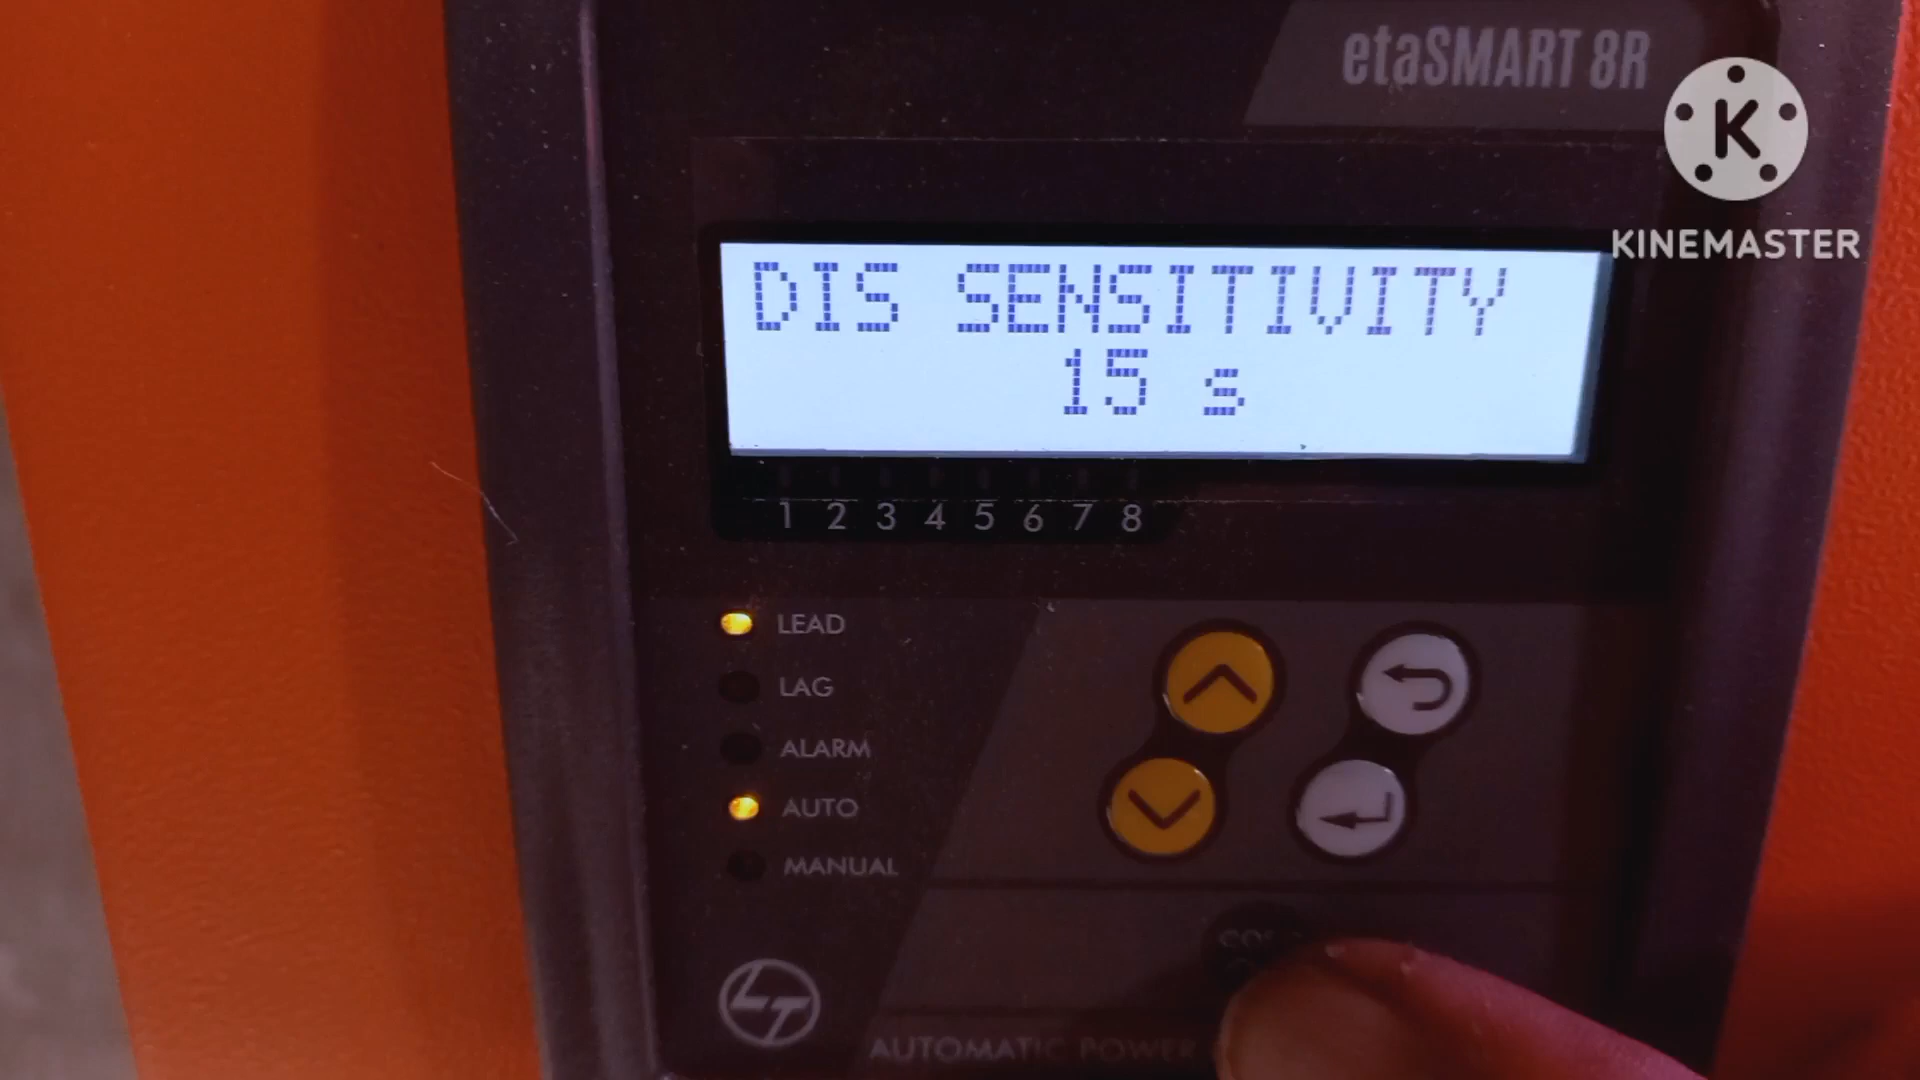 etaSMART 8R
K
KINEMASTER
DIS SENSITIVITY
15 s
1 2 3 4 5 6 7 8
LEAD
LAG
ALARM
AUTO
MANUAL
LT
AUTOMATIC POWER